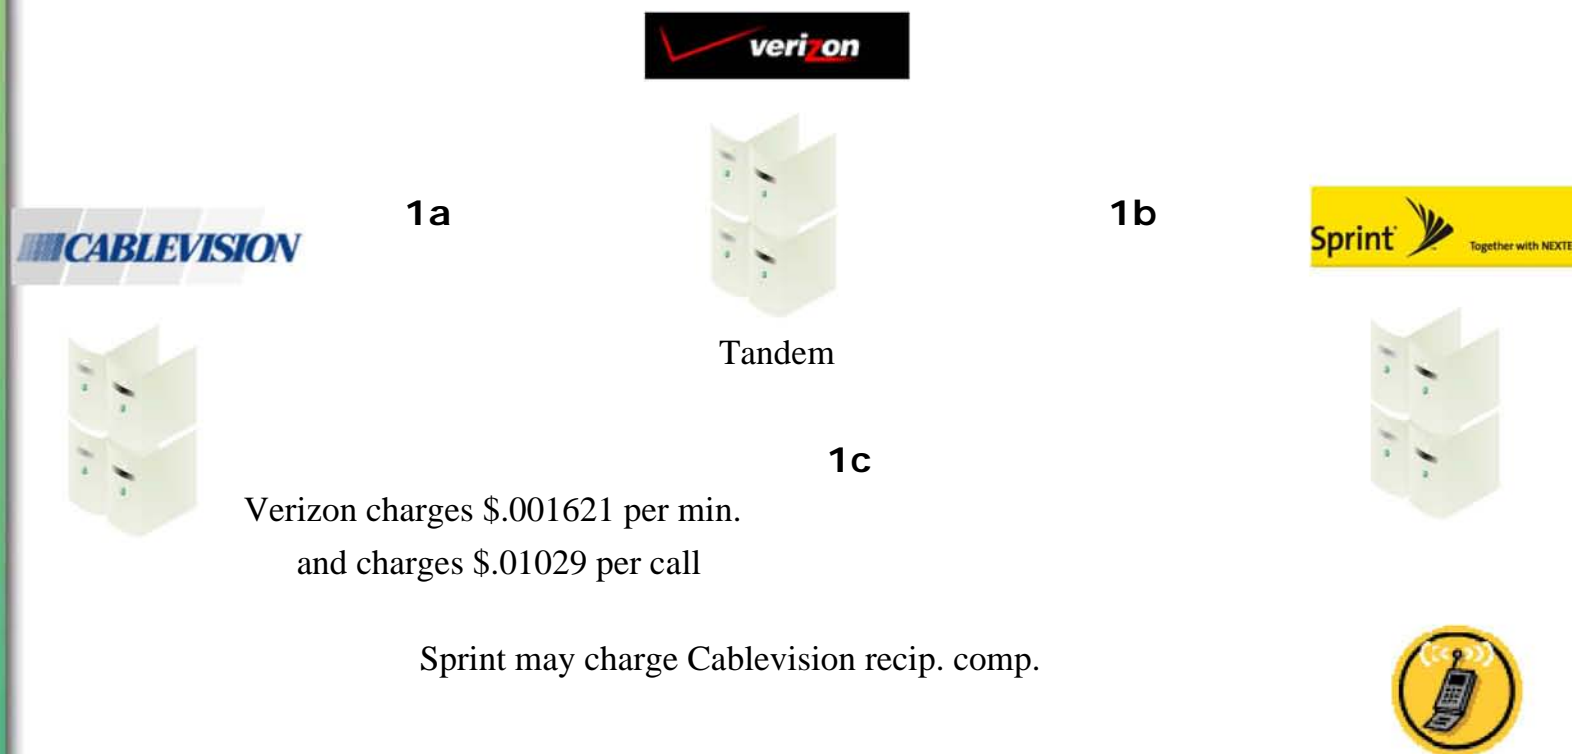 verizon
1a
1b
CABLEVISION
Sprint
Together with NEXTE
Tandem
1c
Verizon charges $.001621 per min.
and charges $.01029 per call
Sprint may charge Cablevision recip. comp.